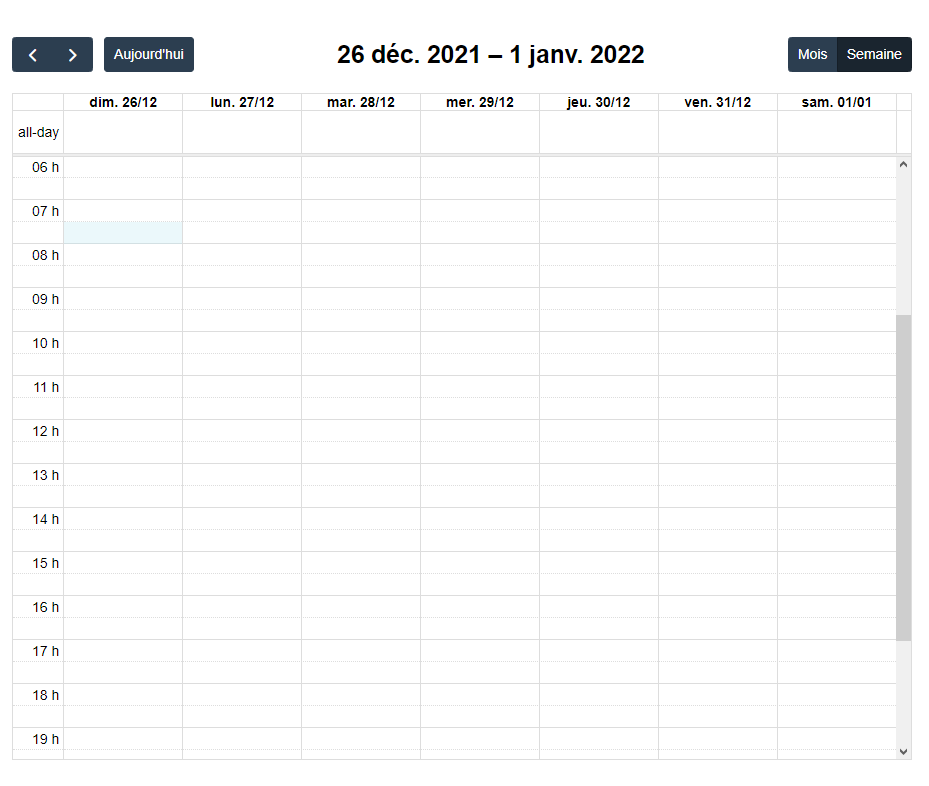 Aujourd'hui 26 déc. 2021 – 1 janv. 2022 Mois Semaine
dim. 26/12 lun. 27/12 mar. 28/12 mer. 29/12 jeu. 30/12 ven. 31/12 sam. 01/01
all-day
06 h
07 h
08 h
09 h
10 h
11 h
12 h
13 h
14 h
15 h
16 h
17 h
18 h
19 h